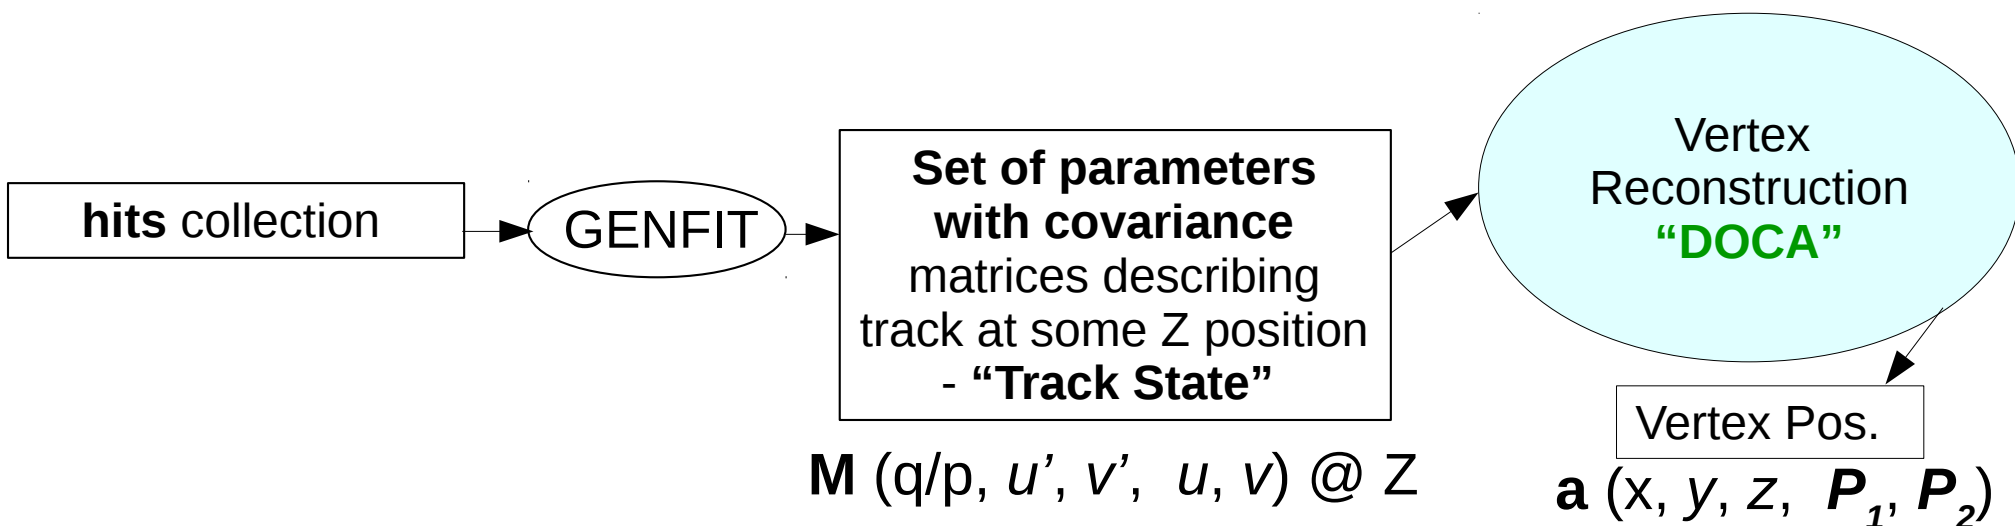 hits collection
GENFIT
Set of parameters
with covariance
matrices describing
track at some Z position
- “Track State”
M (q/p, u’, v’, u, v) @ Z
Vertex
Reconstruction
“DOCA”
Vertex Pos.
a (x, y, z, P1, P2)